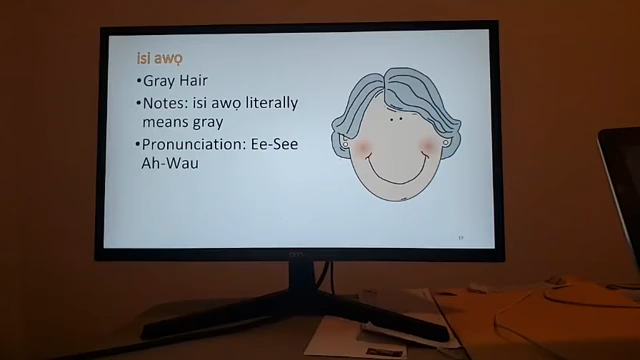 isi awọ
•Gray Hair
•Notes: isi awọ literally
means gray
•Pronunciation: Ee-See
Ah-Wau